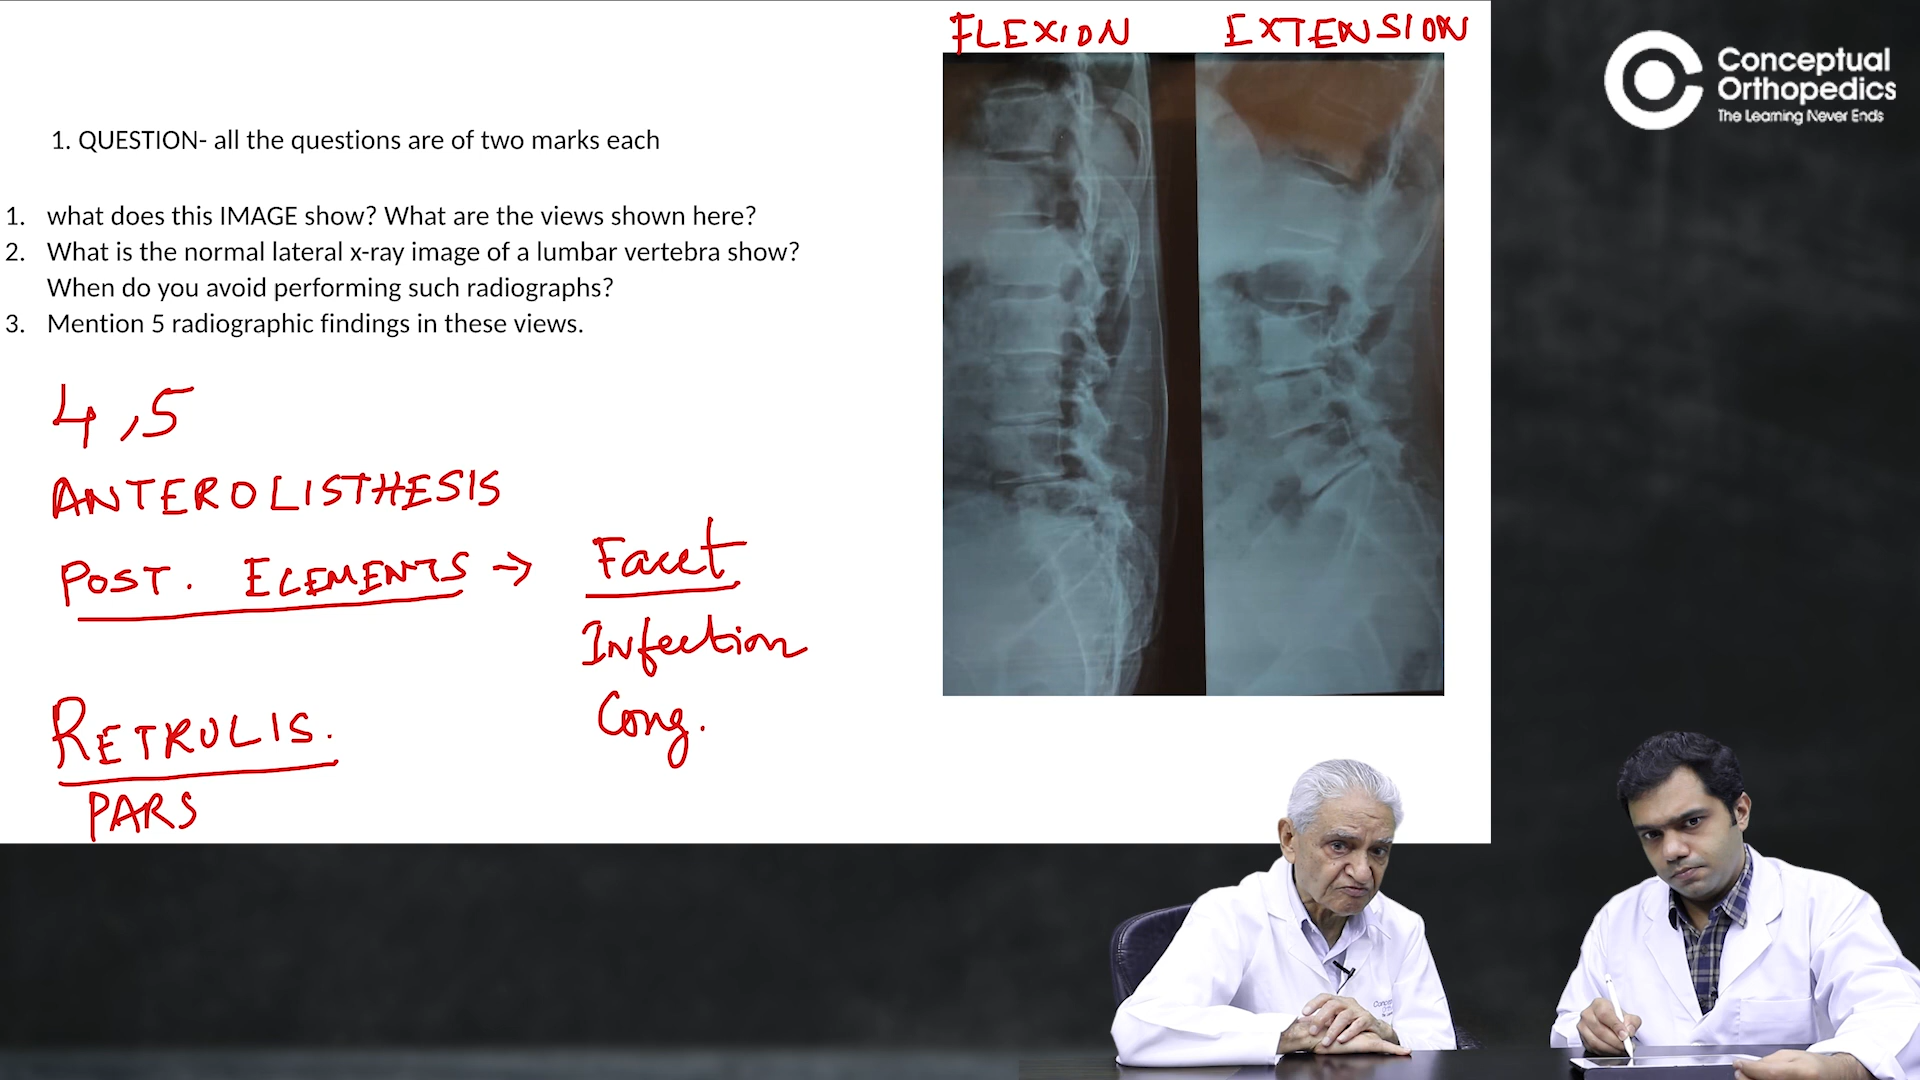 FLEXION EXTENSION
Conceptual
Orthopedics
The Learning Never Ends
1. QUESTION- all the questions are of two marks each
1. what does this IMAGE show? What are the views shown here?
2. What is the normal lateral x-ray image of a lumbar vertebra show?
When do you avoid performing such radiographs?
3. Mention 5 radiographic findings in these views.
4,5
ANTEROLISTHESIS
POST. ELEMENTS → Facet
Infection
Cong.
RETROLIS.
PARS